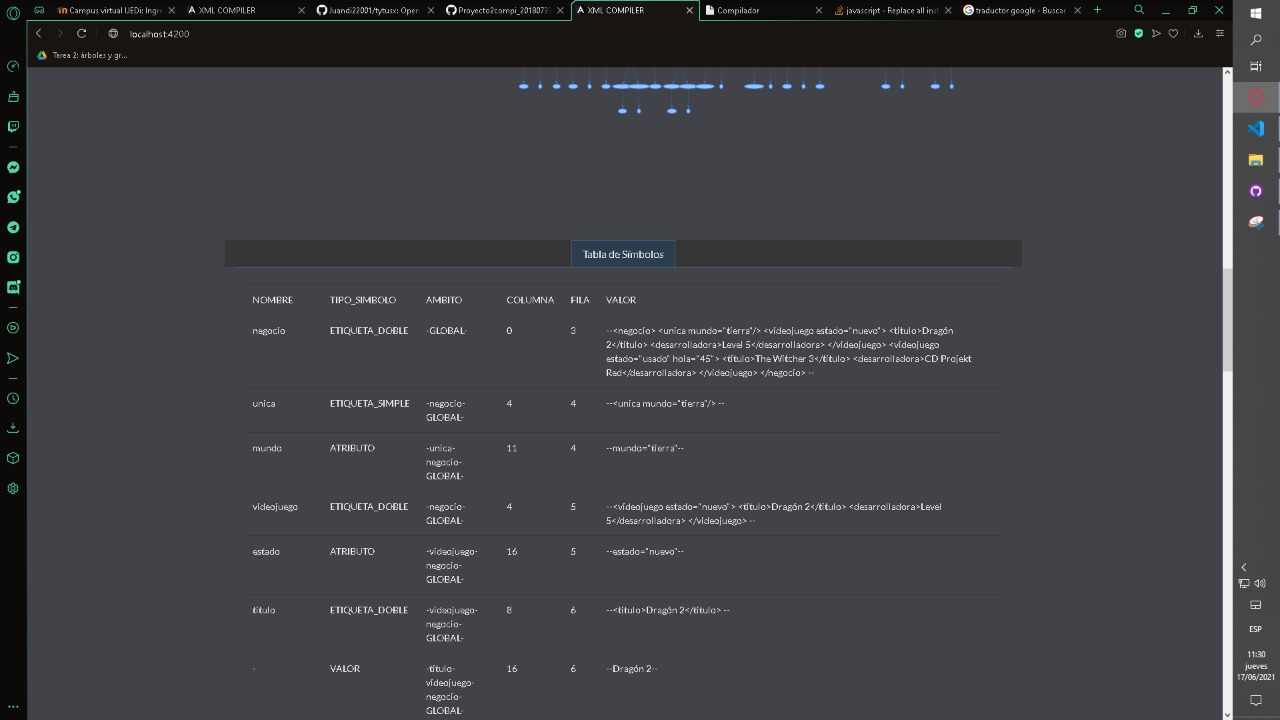 Campus virtual UEDi: Ingre
XML COMPILER
Juandi22001/tytusx: Open
Proyecto2compi_20180733
XML COMPILER
Compilador
javascript - Replace all inst
traductor google - Buscar
localhost:4200
Tarea 2: árboles y gr...
Tabla de Símbolos
NOMBRE TIPO_SIMBOLO AMBITO COLUMNA FILA VALOR
negocio ETIQUETA_DOBLE -GLOBAL- 0 3 --<negocio> <unica mundo="tierra"/> <videojuego estado="nuevo"> <titulo>Dragón
2</titulo> <desarrolladora>Level 5</desarrolladora> </videojuego> <videojuego
estado="usado" hola="45"> <titulo>The Witcher 3</titulo> <desarrolladora>CD Projekt
Red</desarrolladora> </videojuego> </negocio> --
unica ETIQUETA_SIMPLE -negocio- 4 4 --<unica mundo="tierra"/> --
GLOBAL-
mundo ATRIBUTO -unica- 11 4 --mundo="tierra"--
negocio-
GLOBAL-
videojuego ETIQUETA_DOBLE -negocio- 4 5 --<videojuego estado="nuevo"> <titulo>Dragón 2</titulo> <desarrolladora>Level
GLOBAL- 5</desarrolladora> </videojuego> --
estado ATRIBUTO -videojuego- 16 5 --estado="nuevo"--
negocio-
GLOBAL-
titulo ETIQUETA_DOBLE -videojuego- 8 6 --<titulo>Dragón 2</titulo> --
negocio-
GLOBAL-
- VALOR -titulo- 16 6 --Dragón 2--
videojuego-
negocio-
GLOBAL-
ESP
11:30
jueves
17/06/2021